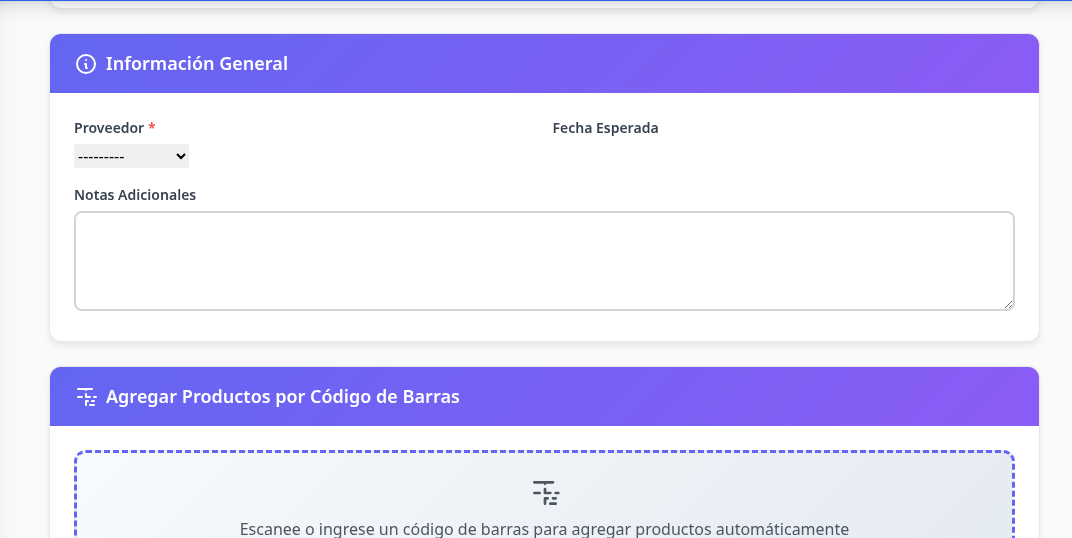 Información General
Proveedor *
Fecha Esperada
---------
Notas Adicionales
Agregar Productos por Código de Barras
Escanee o ingrese un código de barras para agregar productos automáticamente